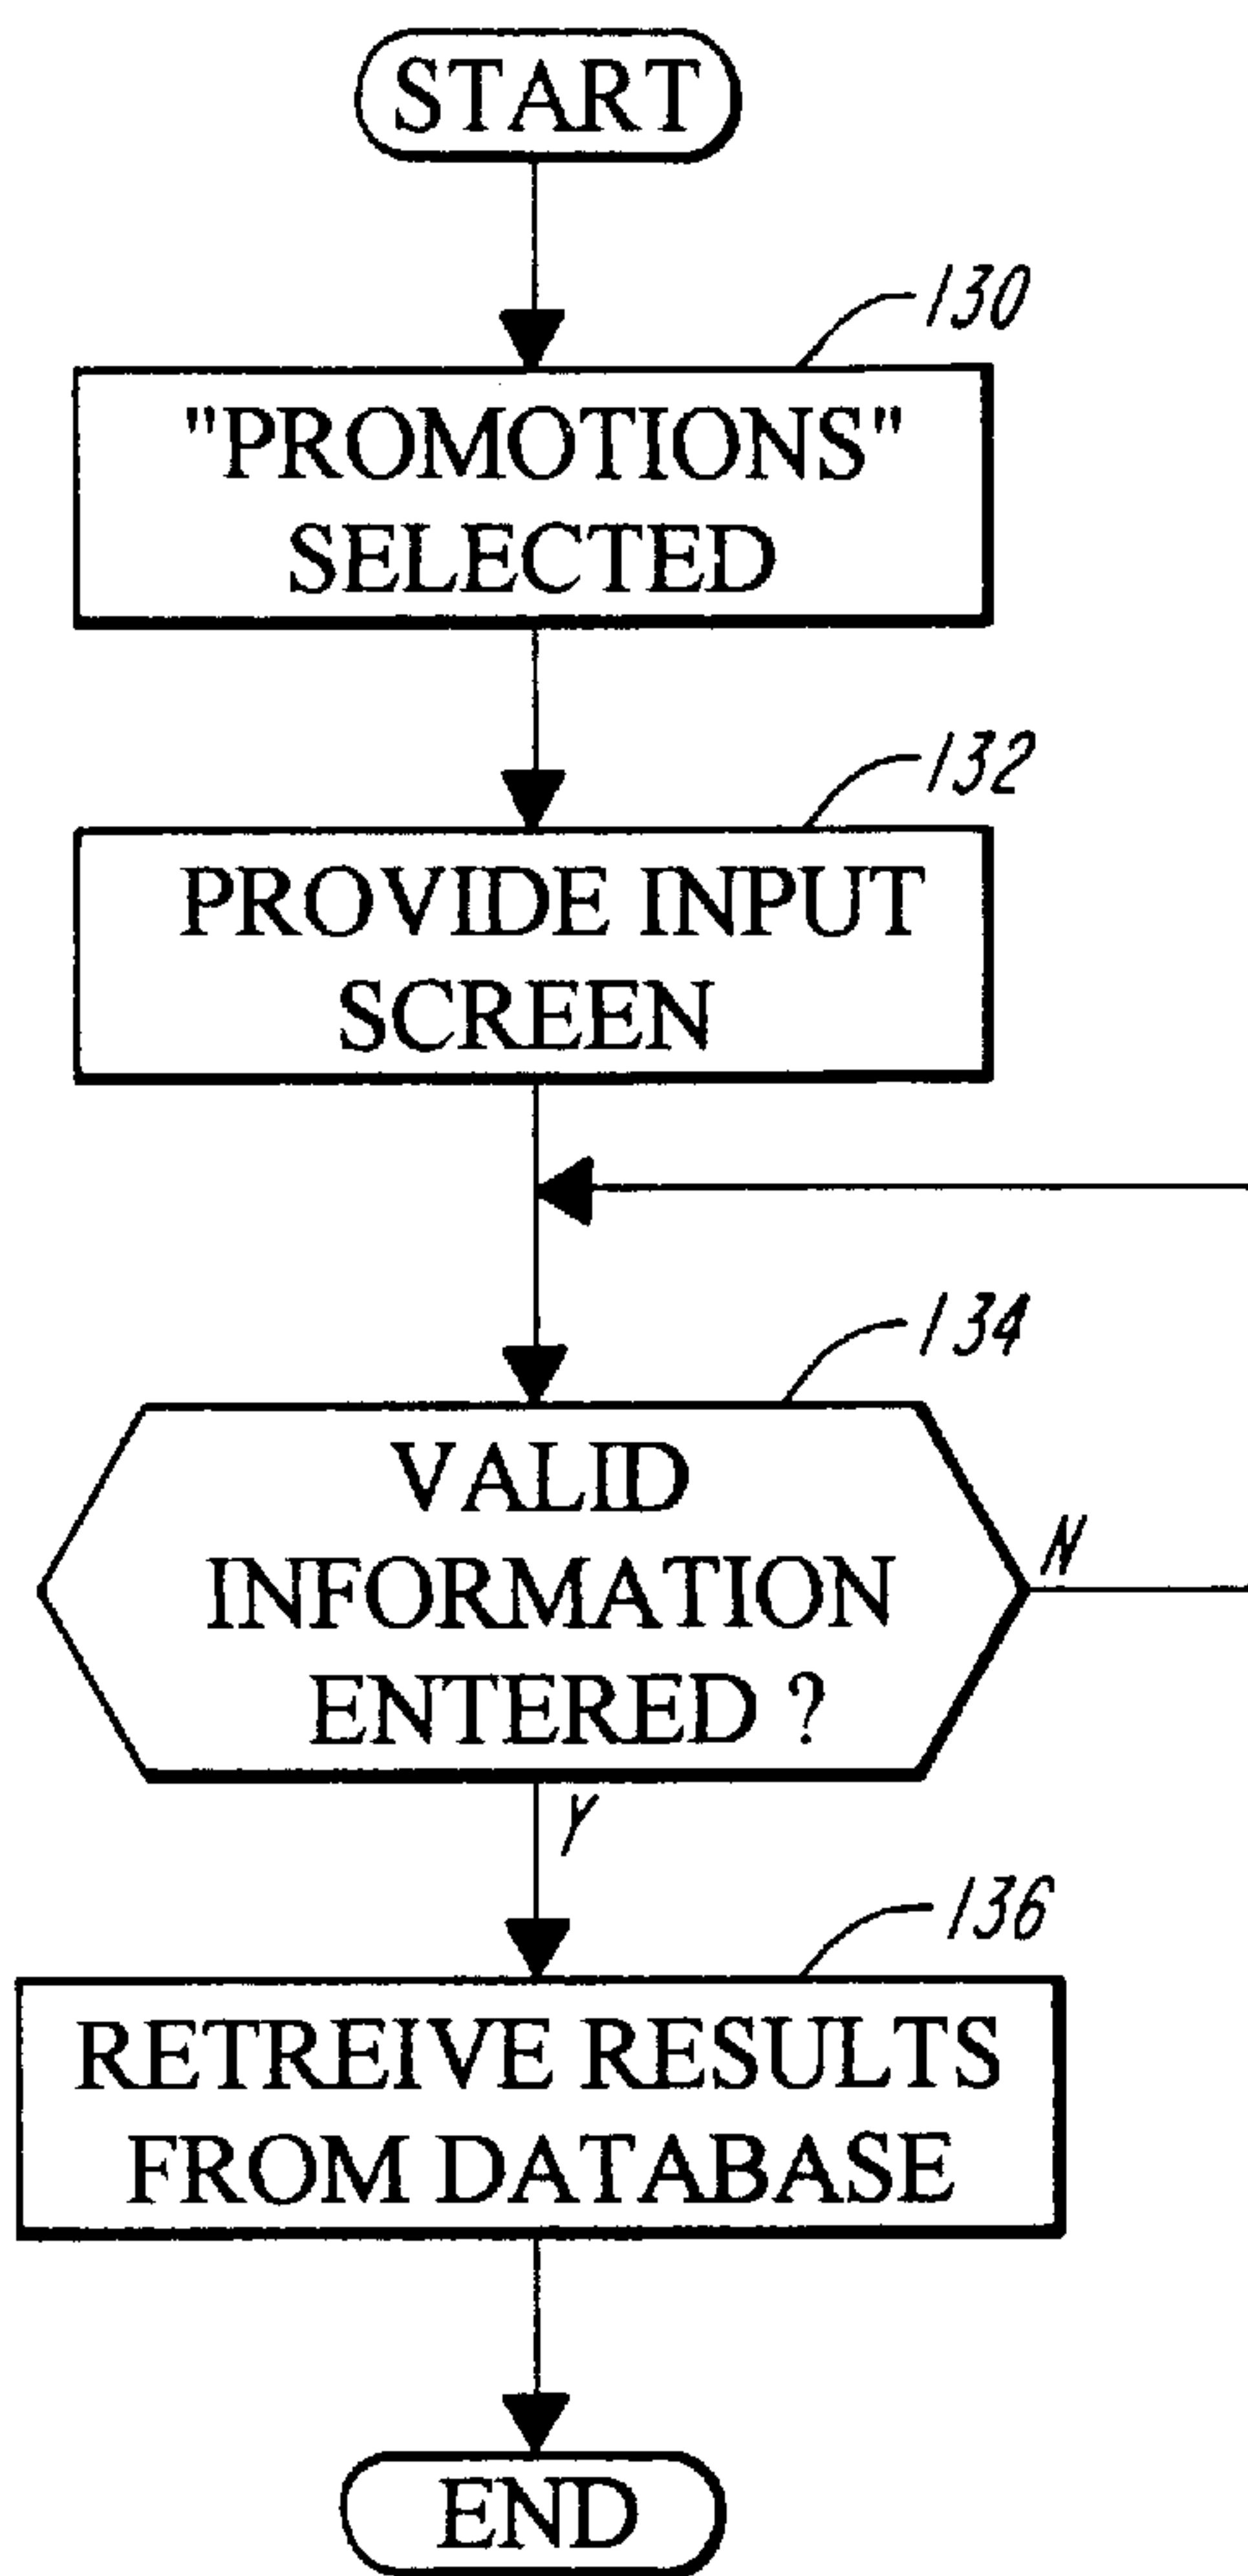 START
130
"PROMOTIONS"
SELECTED
132
PROVIDE INPUT
SCREEN
134
VALID
INFORMATION
ENTERED ?
N
Y
136
RETREIVE RESULTS
FROM DATABASE
END